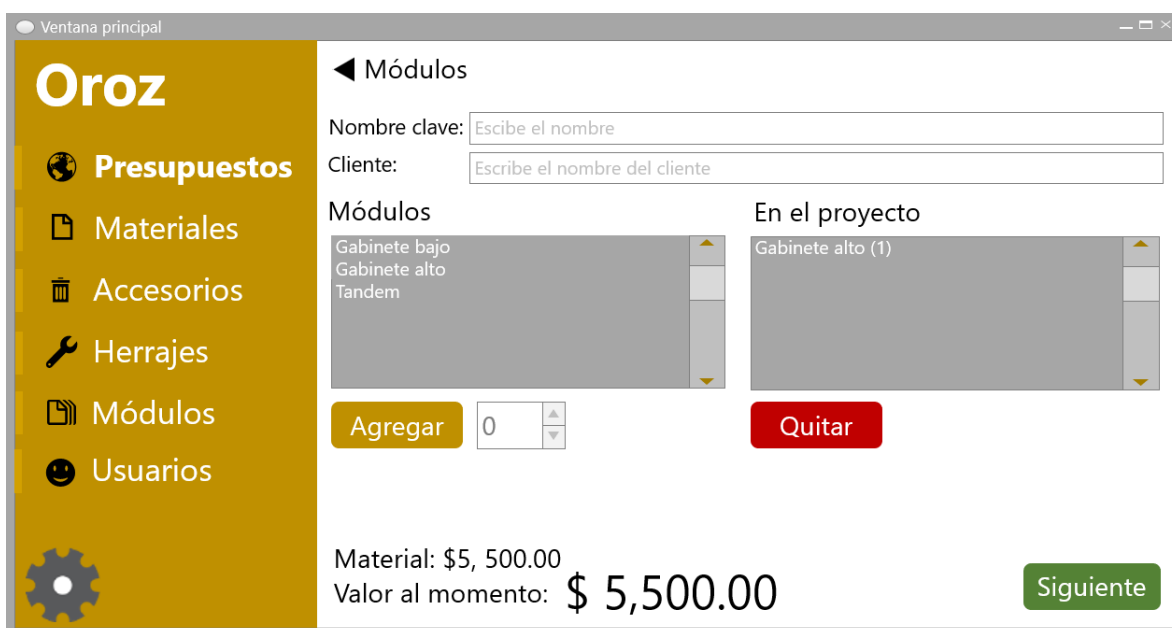 Ventana principal
Oroz
Presupuestos
Materiales
Accesorios
Herrajes
Módulos
Usuarios
Módulos
Nombre clave: Escibe el nombre
Cliente: Escribe el nombre del cliente
Módulos
Gabinete bajo
Gabinete alto
Tandem
Agregar 0
En el proyecto
Gabinete alto (1)
Quitar
Material: $5, 500.00
Valor al momento: $ 5,500.00
Siguiente